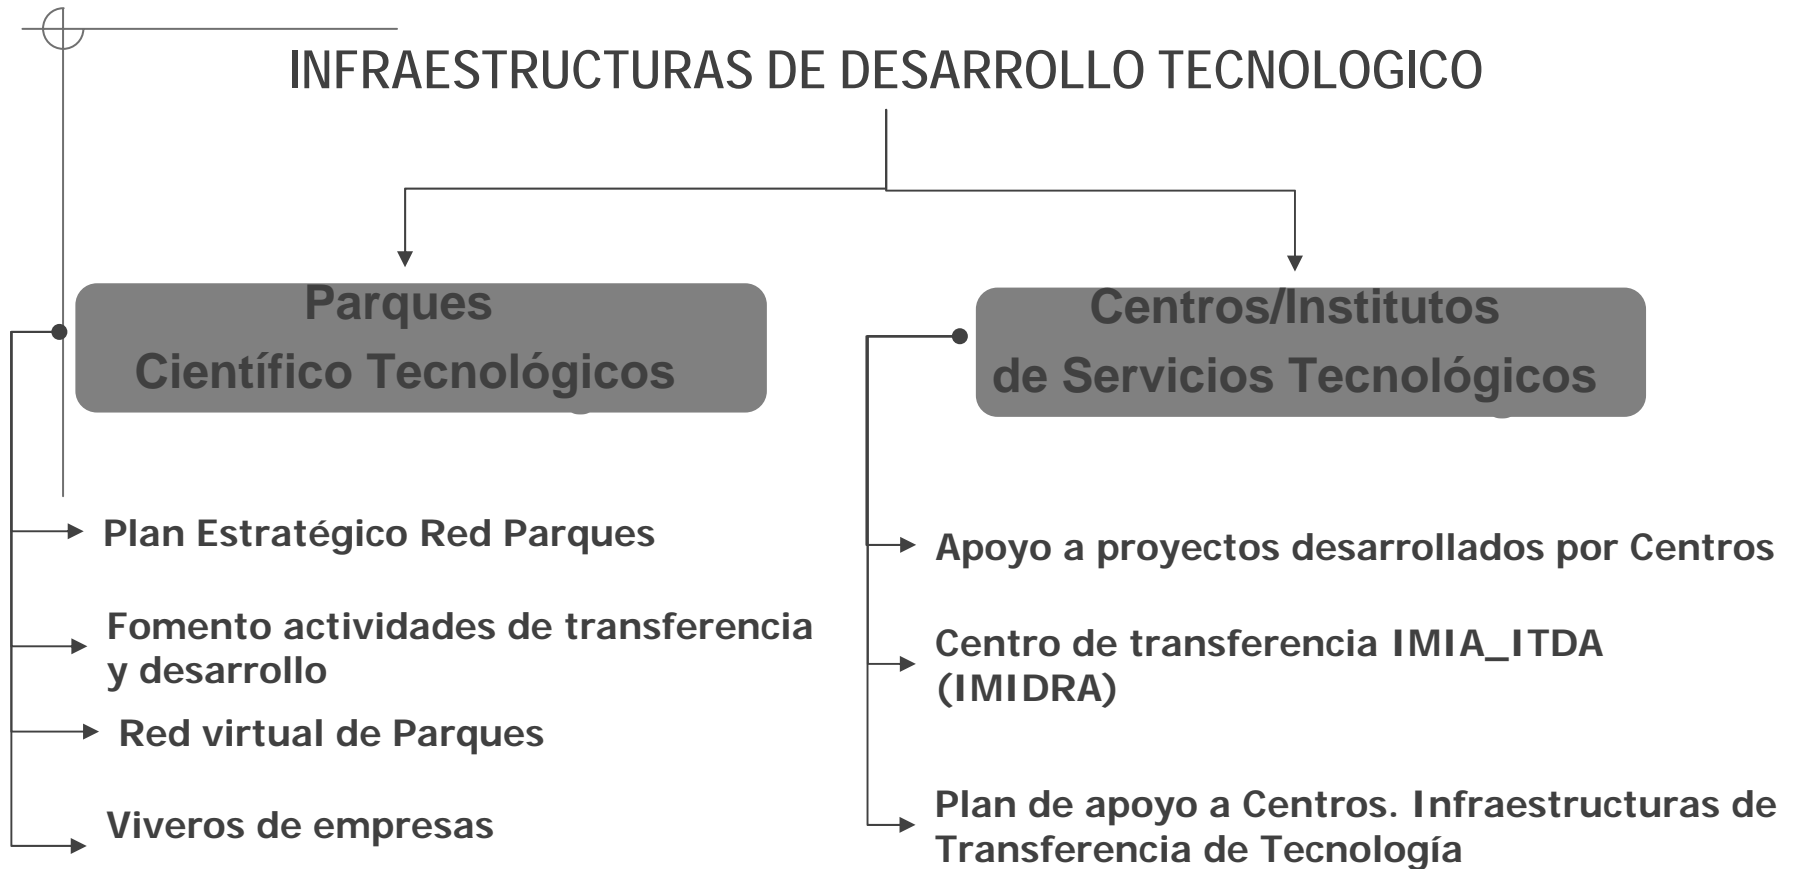 INFRAESTRUCTURAS DE DESARROLLO TECNOLOGICO
Parques
Científico Tecnológicos
Plan Estratégico Red Parques
Fomento actividades de transferencia
y desarrollo
Red virtual de Parques
Viveros de empresas
Centros/Institutos
de Servicios Tecnológicos
Apoyo a proyectos desarrollados por Centros
Centro de transferencia IMIA_ITDA
(IMIDRA)
Plan de apoyo a Centros. Infraestructuras de
Transferencia de Tecnología